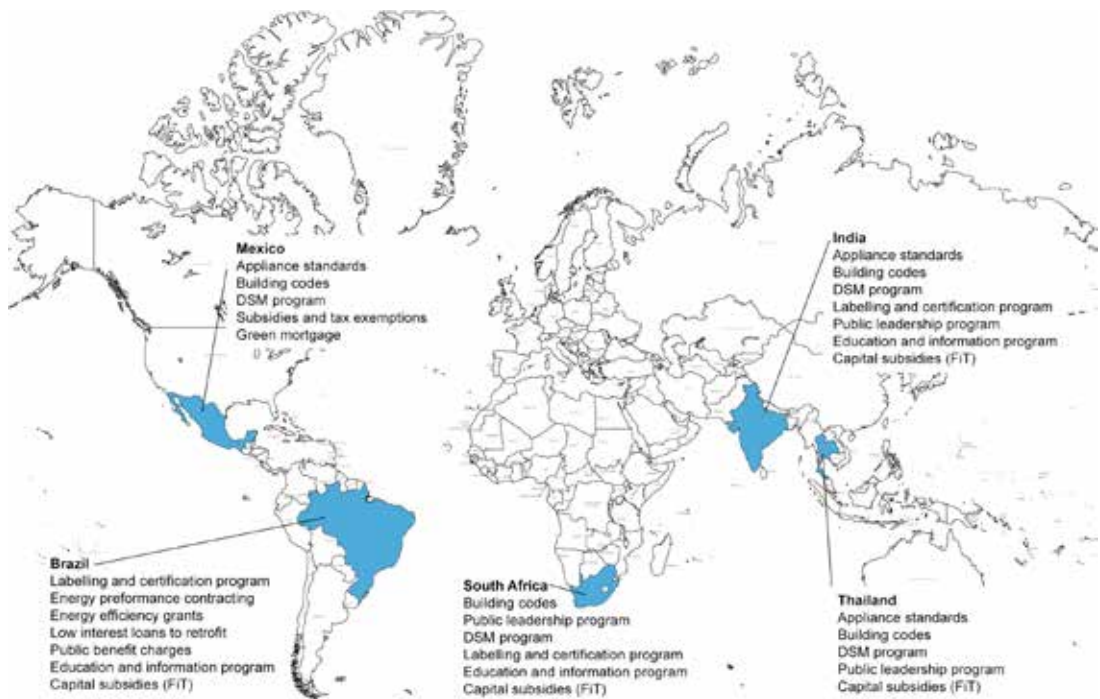 Mexico
Appliance standards
Building codes
DSM program
Subsidies and tax exemptions
Green mortgage
India
Appliance standards
Building codes
DSM program
Labelling and certification program
Public leadership program
Education and information program
Capital subsidies (FiT)
Brazil
Labelling and certification program
Energy preformance contracting
Energy efficiency grants
Low interest loans to retrofit
Public benefit charges
Education and information program
Capital subsidies (FiT)
South Africa
Building codes
Public leadership program
DSM program
Labelling and certification program
Education and information program
Capital subsidies (FiT)
Thailand
Appliance standards
Building codes
DSM program
Public leadership program
Capital subsidies (FiT)